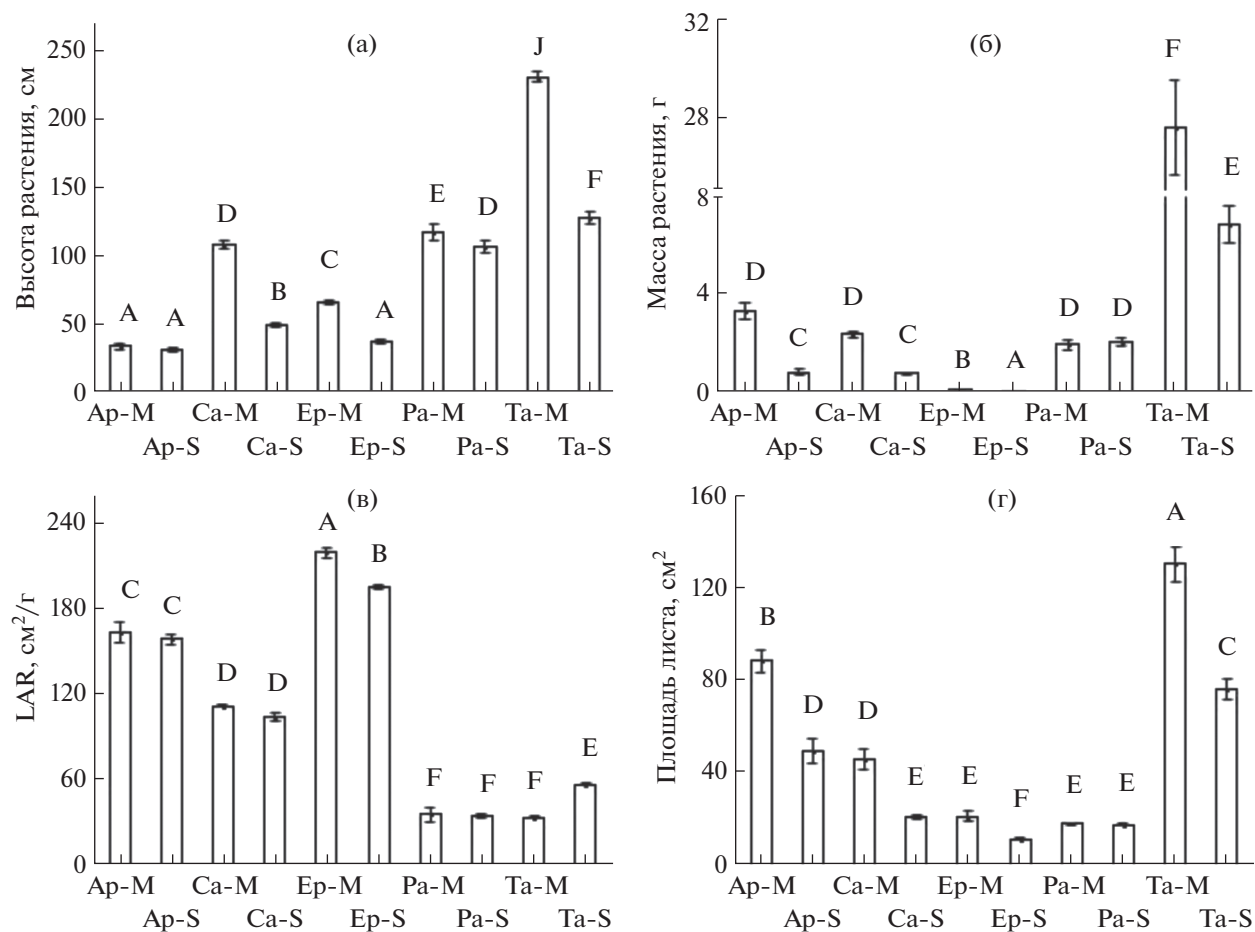 (а)
Высота растения, см
250
200
150
100
50
0
A
A
D
B
C
A
E
D
J
F
Ap-M
Ca-M
Ep-M
Pa-M
Ta-M
Ap-S
Ca-S
Ep-S
Pa-S
Ta-S
(б)
Масса растения, г
32
28
8
4
0
D
C
D
C
B
A
D
D
F
E
Ap-M
Ca-M
Ep-M
Pa-M
Ta-M
Ap-S
Ca-S
Ep-S
Pa-S
Ta-S
(в)
LAR, см²/г
240
180
120
60
0
C
C
D
D
A
B
F
F
F
E
Ap-M
Ca-M
Ep-M
Pa-M
Ta-M
Ap-S
Ca-S
Ep-S
Pa-S
Ta-S
(г)
Площадь листа, см²
160
120
80
40
0
B
D
D
E
E
F
E
E
A
C
Ap-M
Ca-M
Ep-M
Pa-M
Ta-M
Ap-S
Ca-S
Ep-S
Pa-S
Ta-S